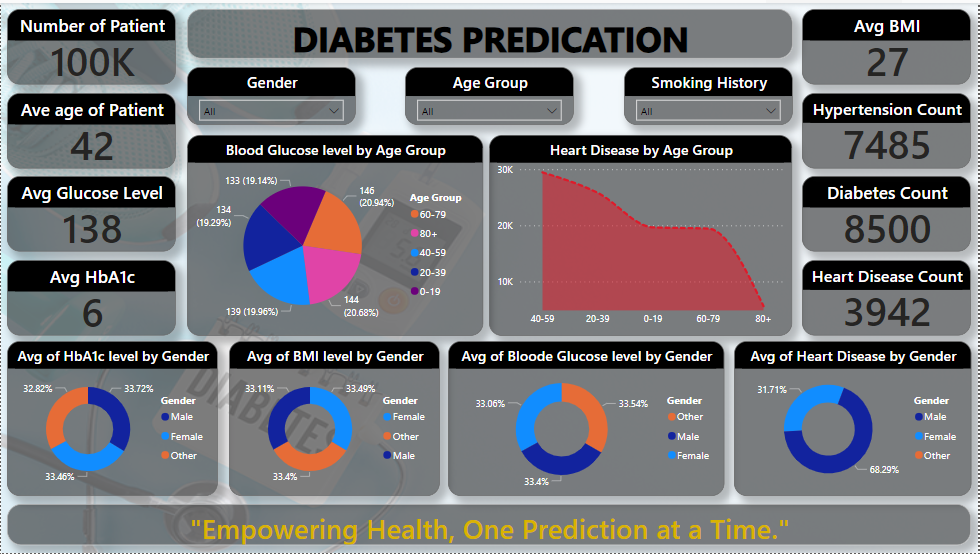 Number of Patient
100K
DIABETES PREDICATION
Avg BMI
27
Gender
All
Age Group
All
Smoking History
All
Ave age of Patient
42
Hypertension Count
7485
Avg Glucose Level
138
Diabetes Count
8500
Avg HbA1c
6
Heart Disease Count
3942
Blood Glucose level by Age Group
133 (19.14%)
146
(20.94%)
134
(19.29%)
139 (19.96%)
144
(20.68%)
Age Group
60-79
80+
40-59
20-39
0-19
Heart Disease by Age Group
30K
20K
10K
40-59 20-39 0-19 60-79 80+
Avg of HbA1c level by Gender
32.82%
33.72%
33.46%
Gender
Male
Female
Other
Avg of BMI level by Gender
33.11%
33.49%
33.4%
Gender
Female
Other
Male
Avg of Bloode Glucose level by Gender
33.06%
33.54%
33.4%
Gender
Other
Male
Female
Avg of Heart Disease by Gender
31.71%
68.29%
Gender
Male
Female
Other
DIABETES
"Empowering Health, One Prediction at a Time."